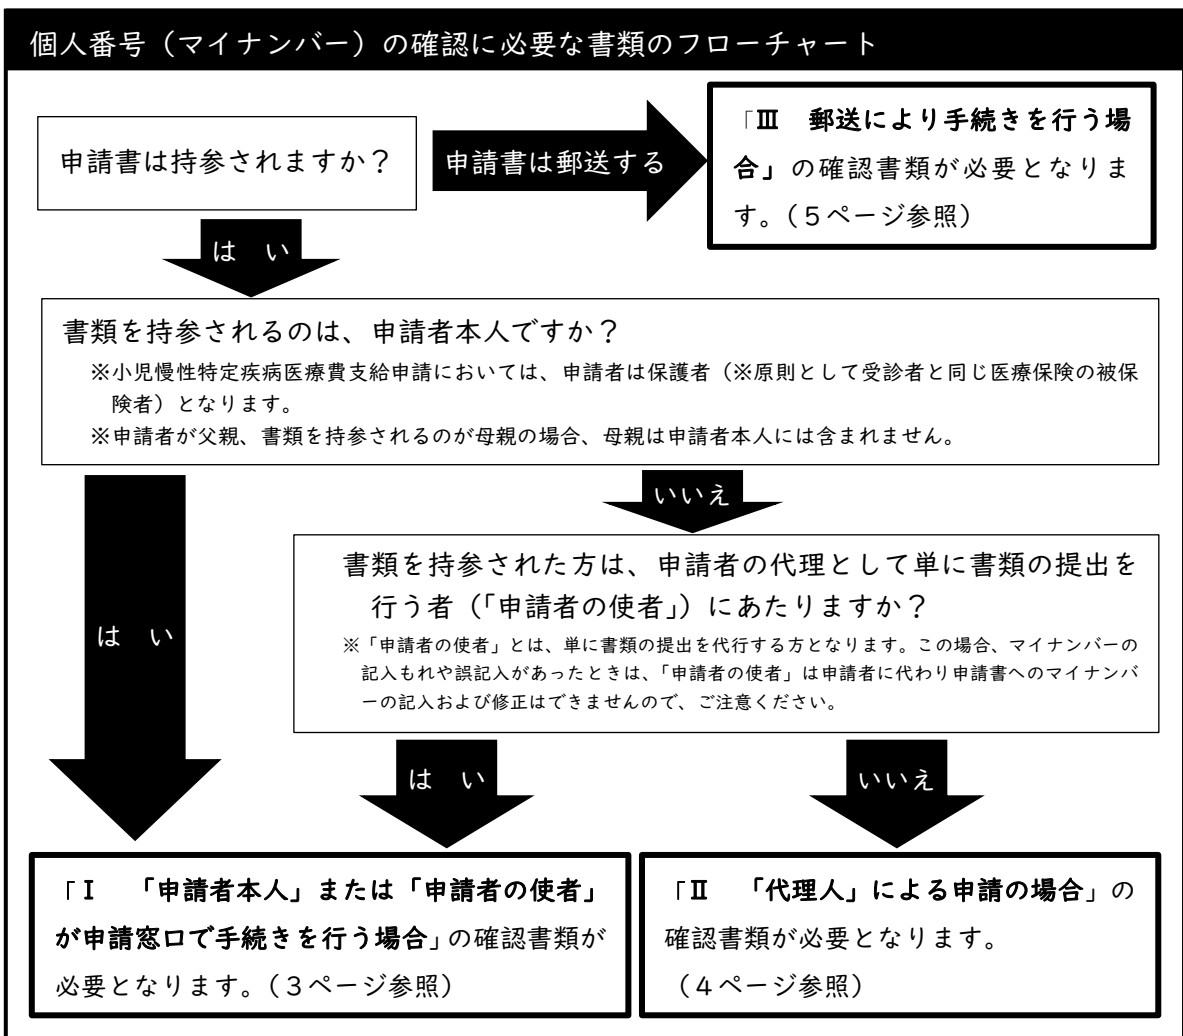 個人番号（マイナンバー）の確認に必要な書類のフローチャート
申請書は持参されますか？
申請書は郵送する
「Ⅲ　郵送により手続きを行う場
合」の確認書類が必要となりま
す。（５ページ参照）
は　い
書類を持参されるのは、申請者本人ですか？
※小児慢性特定疾病医療費支給申請においては、申請者は保護者（※原則として受診者と同じ医療保険の被保
険者）となります。
※申請者が父親、書類を持参されるのが母親の場合、母親は申請者本人には含まれません。
いいえ
書類を持参された方は、申請者の代理として単に書類の提出を
行う者（「申請者の使者」）にあたりますか？
※「申請者の使者」とは、単に書類の提出を代行する方となります。この場合、マイナンバーの
記入もれや誤記入があったときは、「申請者の使者」は申請者に代わり申請書へのマイナンバ
ーの記入および修正はできませんので、ご注意ください。
は　い
は　い
いいえ
「Ⅰ　「申請者本人」または「申請者の使者」
が申請窓口で手続きを行う場合」の確認書類が
必要となります。（３ページ参照）
「Ⅱ　「代理人」による申請の場合」の
確認書類が必要となります。
（４ページ参照）